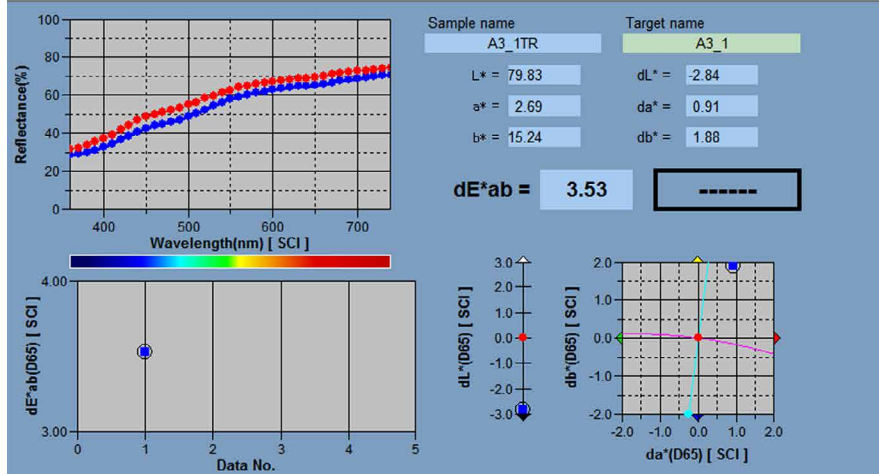 Sample name
Target name
A3_1TR
A3_1
L* = 79.83
dL* = -2.84
a* = 2.69
da* = 0.91
b* = 15.24
db* = 1.88
dE*ab = 3.53
------
Reflectance(%)
100
80
60
40
20
0
400 500 600 700
Wavelength(nm) [ SCI ]
dE*ab(D65) [ SCI ]
4.00
3.00
0 1 2 3 4 5
Data No.
dL*(D65) [ SCI ]
3.0
2.0
1.0
0.0
-1.0
-2.0
-3.0
db*(D65) [ SCI ]
2.0
1.0
0.0
-1.0
-2.0
-2.0 -1.0 0.0 1.0 2.0
da*(D65) [ SCI ]